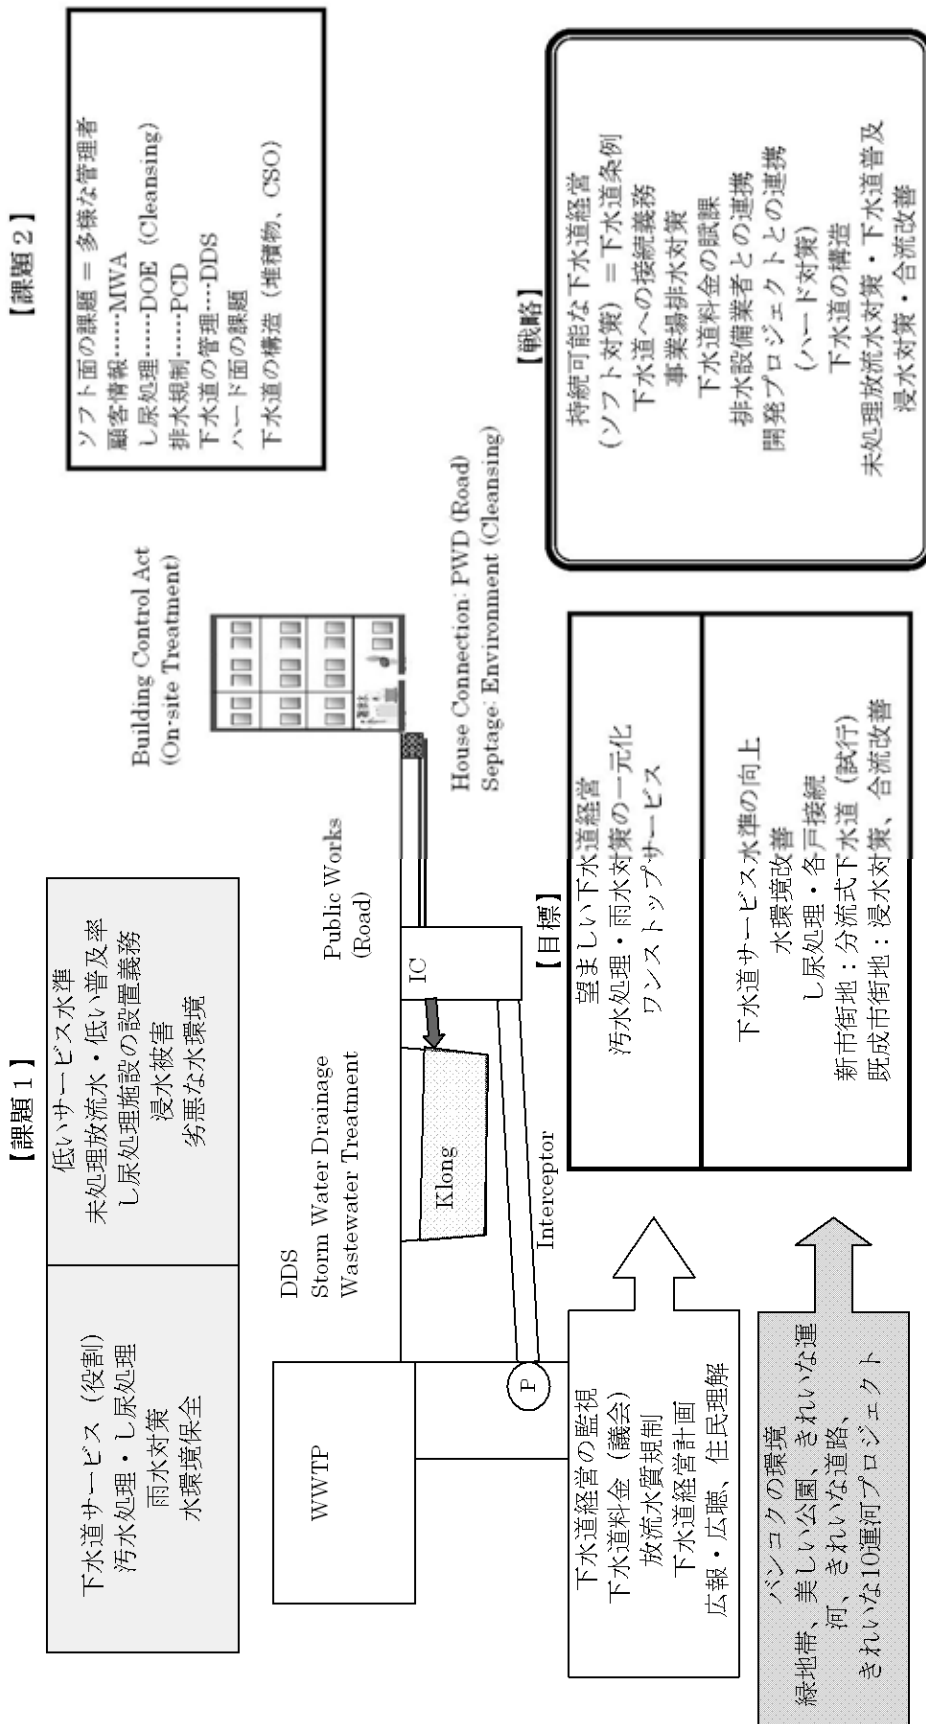 【課題1】
下水道サービス（役割）
汚水処理・し尿処理
雨水対策
水環境保全
低いサービス水準
未処理放流水・低い普及率
し尿処理施設の設置義務
浸水被害
劣悪な水環境
【課題2】
ソフト面の課題 = 多様な管理者
顧客情報……MWA
し尿処理……DOE (Cleansing)
排水規制……PCD
下水道の管理……DDS
ハード面の課題
下水道の構造（堆積物、CSO）
WWTP
DDS
Storm Water Drainage
Wastewater Treatment
Klong
IC
Public Works
(Road)
Building Control Act
(On-site Treatment)
House Connection: PWD (Road)
Septage: Environment (Cleansing)
Interceptor
P
下水道経営の監視
下水道料金（議会）
放流水質規制
下水道経営計画
広報・広聴、住民理解
バンコクの環境
緑地帯、美しい公園、きれいな運
河、きれいな道路、
きれいな10運河プロジェクト
【目標】
望ましい下水道経営
汚水処理・雨水対策の一元化
ワンストップサービス
下水道サービス水準の向上
水環境改善
し尿処理・各戸接続
新市街地：分流式下水道（試行）
既成市街地：浸水対策、合流改善
【戦略】
持続可能な下水道経営
（ソフト対策）＝下水道条例
下水道への接続義務
事業場排水対策
下水道料金の賦課
排水設備業者との連携
開発プロジェクトとの連携
（ハード対策）
下水道の構造
未処理放流水対策・下水道普及
浸水対策・合流改善